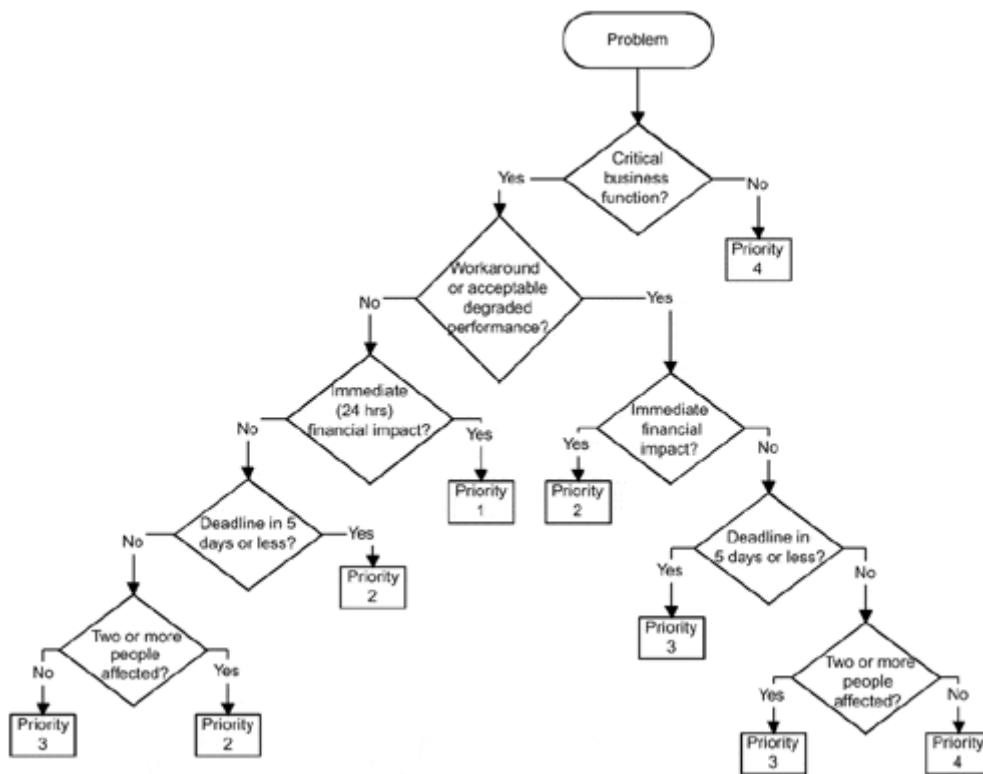 Problem
Critical
business
function?
Yes
No
Priority
4
Workaround
or acceptable
degraded
performance?
No
Yes
Immediate
(24 hrs)
financial impact?
No
Yes
Priority
1
Immediate
financial
impact?
Yes
No
Priority
2
Deadline in 5
days or less?
No
Yes
Priority
2
Deadline in
5 days or less?
Yes
No
Priority
3
Two or more
people
affected?
No
Yes
Priority
3
Priority
2
Two or more
people
affected?
Yes
No
Priority
3
Priority
4